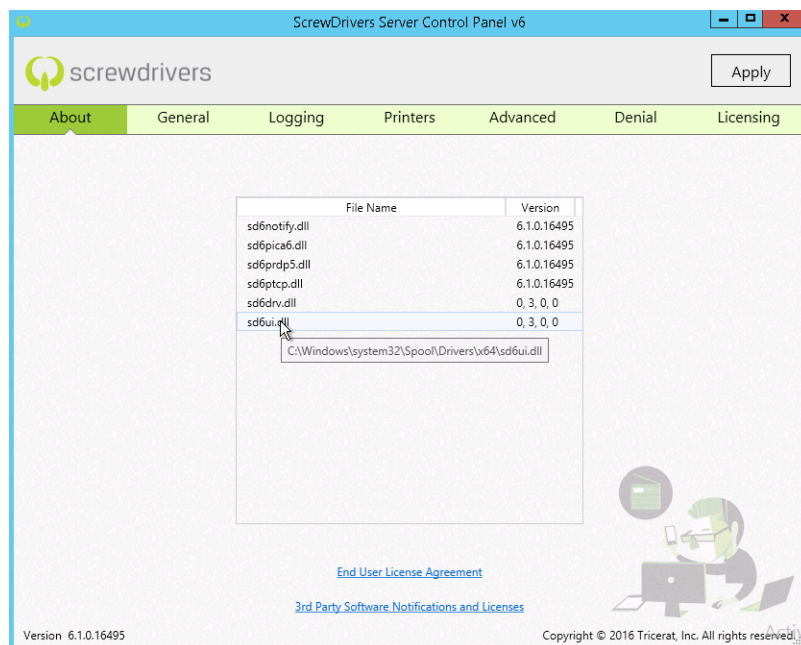 ScrewDrivers Server Control Panel v6
screwdrivers
Apply
About General Logging Printers Advanced Denial Licensing
File Name Version
sd6notify.dll 6.1.0.16495
sd6pica6.dll 6.1.0.16495
sd6prdp5.dll 6.1.0.16495
sd6ptcp.dll 6.1.0.16495
sd6drv.dll 0, 3, 0, 0
sd6ui.dll 0, 3, 0, 0
C:\Windows\system32\Spool\Drivers\x64\sd6ui.dll
End User License Agreement
3rd Party Software Notifications and Licenses
Version 6.1.0.16495 Copyright © 2016 Tricerat, Inc. All rights reserved.